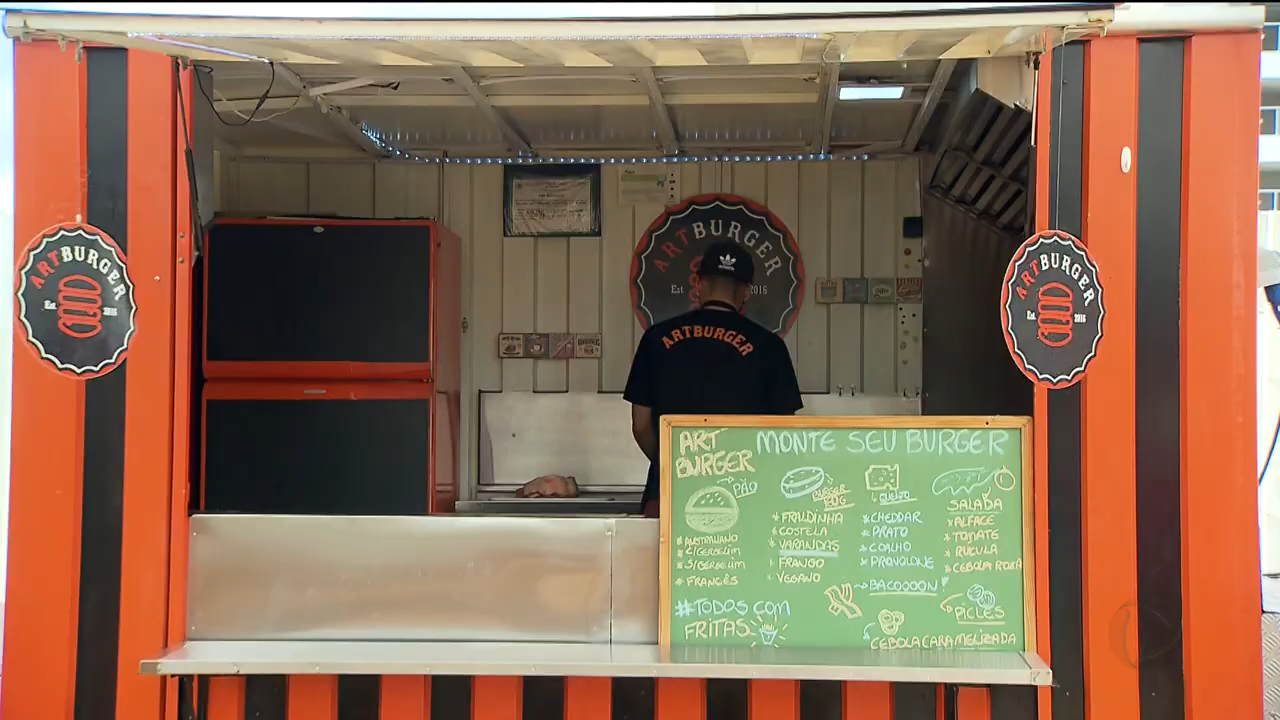 ARTBURGER
Est. 2016
ARTBURGER
Est 2016
ARTBURGER
ARTBURGER
Est. 2016
ART
BURGER
MONTE SEU BURGER
PÃO
* AUSTRALIANO
* C/GERGELIM
* S/GERGELIM
* FRANCÊS
BURGER
* FRALDINHA
* COSTELA
* VARANDAS
* FRANGO
* VEGANO
QUEIJO
* CHEDDAR
* PRATO
* COALHO
* PROVOLONE
SALADA
* ALFACE
* TOMATE
* RUCULA
* CEBOLA ROXA
BACOOOON!
PICLES
CEBOLA CARAMELIZADA
#TODOS COM
FRITAS